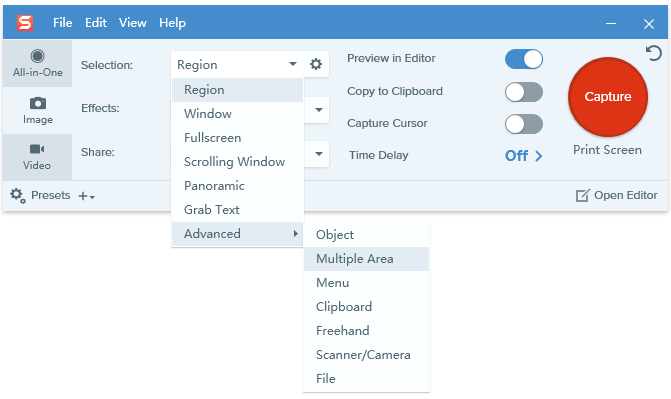 File Edit View Help
All-in-One
Image
Video
Selection:
Region
Effects:
Share:
Region
Window
Fullscreen
Scrolling Window
Panoramic
Grab Text
Advanced
Object
Multiple Area
Menu
Clipboard
Freehand
Scanner/Camera
File
Preview in Editor
Copy to Clipboard
Capture Cursor
Time Delay Off
Capture
Print Screen
Presets
Open Editor